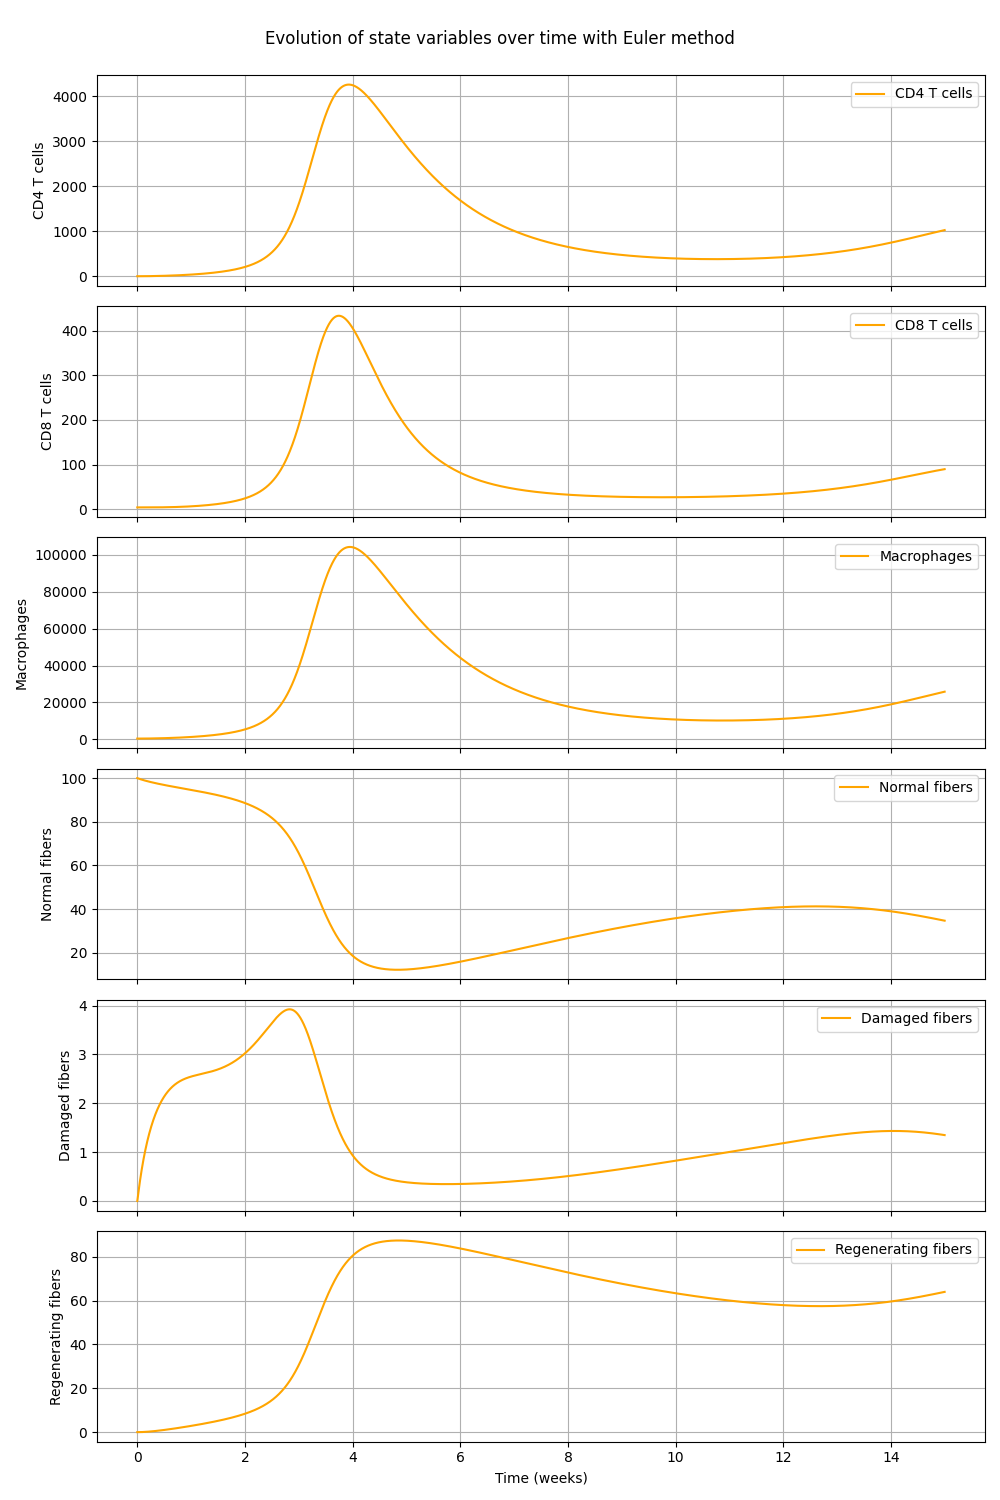 Evolution of state variables over time with Euler method
CD4 T cells
4000
3000
2000
1000
0
CD4 T cells
CD8 T cells
400
300
200
100
0
CD8 T cells
Macrophages
100000
80000
60000
40000
20000
0
Macrophages
Normal fibers
100
80
60
40
20
Normal fibers
Damaged fibers
4
3
2
1
0
Damaged fibers
Regenerating fibers
80
60
40
20
0
Regenerating fibers
0 2 4 6 8 10 12 14
Time (weeks)